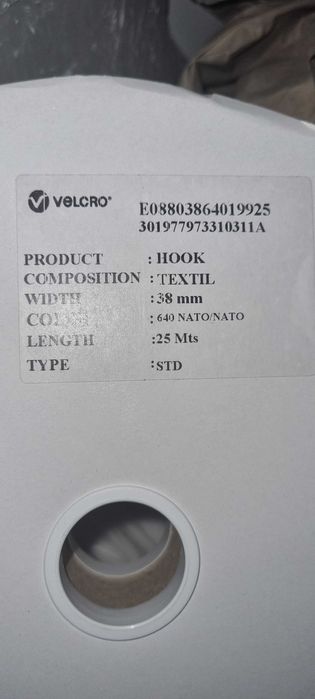 VELCRO®
E08803864019925
301977973310311A
PRODUCT : HOOK
COMPOSITION : TEXTIL
WIDTH : 38 mm
: 640 NATO/NATO
LENGTH : 25 Mts
TYPE : STD